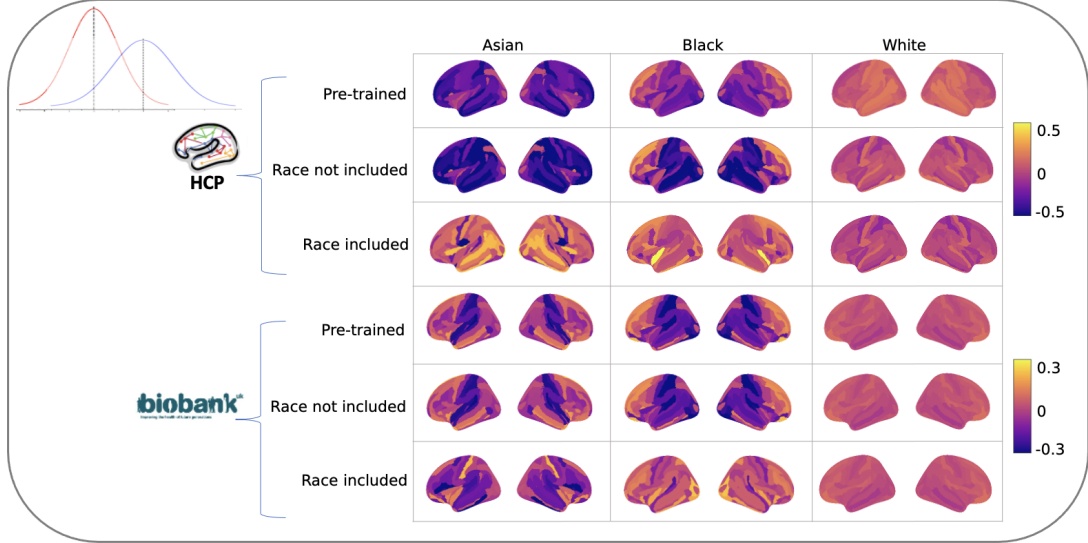 Asian Black White
Pre-trained
HCP
Race not included
0.5
0
-0.5
Race included
Pre-trained
biobank uk
Race not included
0.3
0
-0.3
Race included